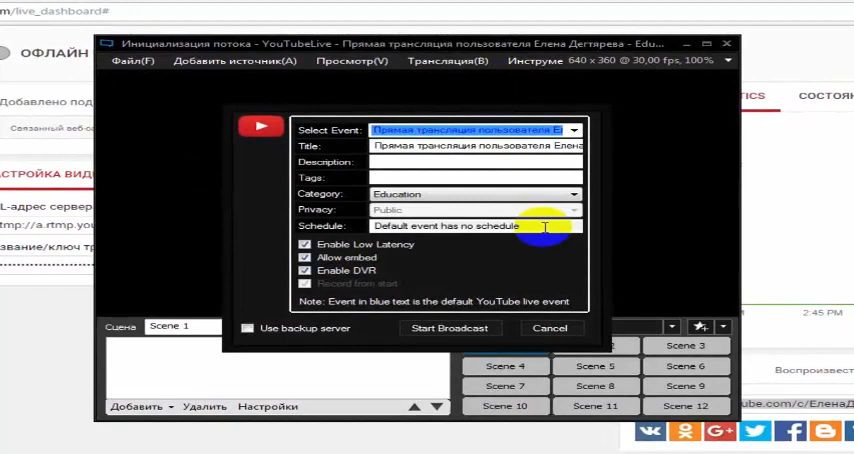 m/live_dashboard#
Инициализация потока - YouTubeLive - Прямая трансляция пользователя Елена Дегтярева - Edu...
Файл(F) Добавить источник(A) Просмотр(V) Трансляция(B) Инструме 640 x 360 @ 30,00 fps, 100%
ОФЛАЙН
Добавлено под
Связанный веб-с
АСТРОЙКА ВИД
L-адрес сервер
tmp://a.rtmp.you
звание/ключ т
TICS СОСТОЯН
Select Event: Прямая трансляция пользователя Ел
Title: Прямая трансляция пользователя Елена
Description:
Tags:
Category: Education
Privacy: Public
Schedule: Default event has no schedule
Enable Low Latency
Allow embed
Enable DVR
Record from start
Note: Event in blue text is the default YouTube live event
Use backup server Start Broadcast Cancel
Сцена Scene 1
2 Scene 3
Scene 4 Scene 5 Scene 6
Scene 7 Scene 8 Scene 9
Scene 10 Scene 11 Scene 12
Добавить Удалить Настройки
M 2:45 PM
Воспроизвест
tube.com/c/ЕленаД